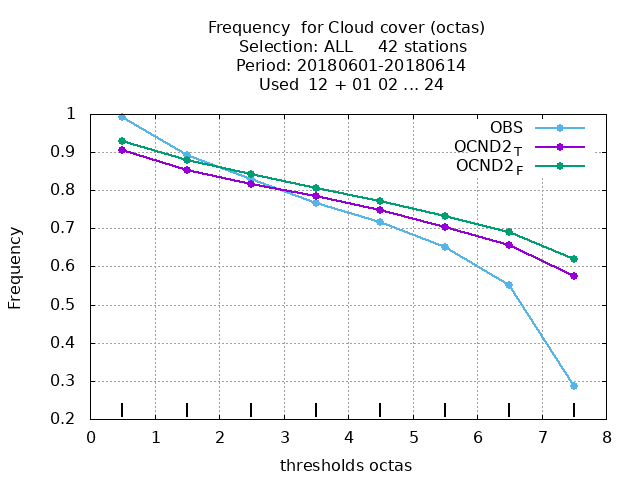 Frequency  for Cloud cover (octas)
Selection: ALL     42 stations
Period: 20180601-20180614
Used  12 + 01 02 ... 24
OBS
OCND2 T
OCND2 F
1
0.9
0.8
0.7
0.6
0.5
0.4
0.3
0.2
Frequency
0 1 2 3 4 5 6 7 8
thresholds octas